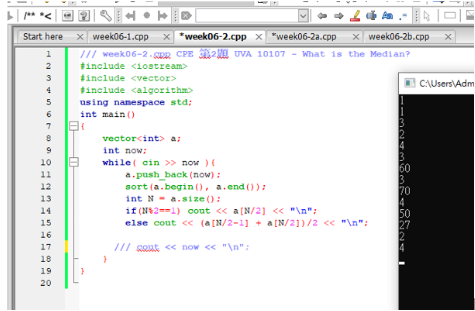 /** *<
Start here × week06-1.cpp × *week06-2.cpp × *week06-2a.cpp × week06-2b.cpp ×
1 /// week06-2.cpp CPE 第2題 UVA 10107 - What is the Median?
2 #include <iostream>
3 #include <vector>
4 #include <algorithm>
5 using namespace std;
6 int main()
7 {
8 vector<int> a;
9 int now;
10 while( cin >> now ){
11 a.push_back(now);
12 sort(a.begin(), a.end());
13 int N = a.size();
14 if(N%2==1) cout << a[N/2] << "\n";
15 else cout << (a[N/2-1] + a[N/2])/2 << "\n";
16
17 /// cout << now << "\n";
18 }
19 }
20
C:\Users\Adm
1
1
3
2
4
3
60
3
70
4
50
27
2
4